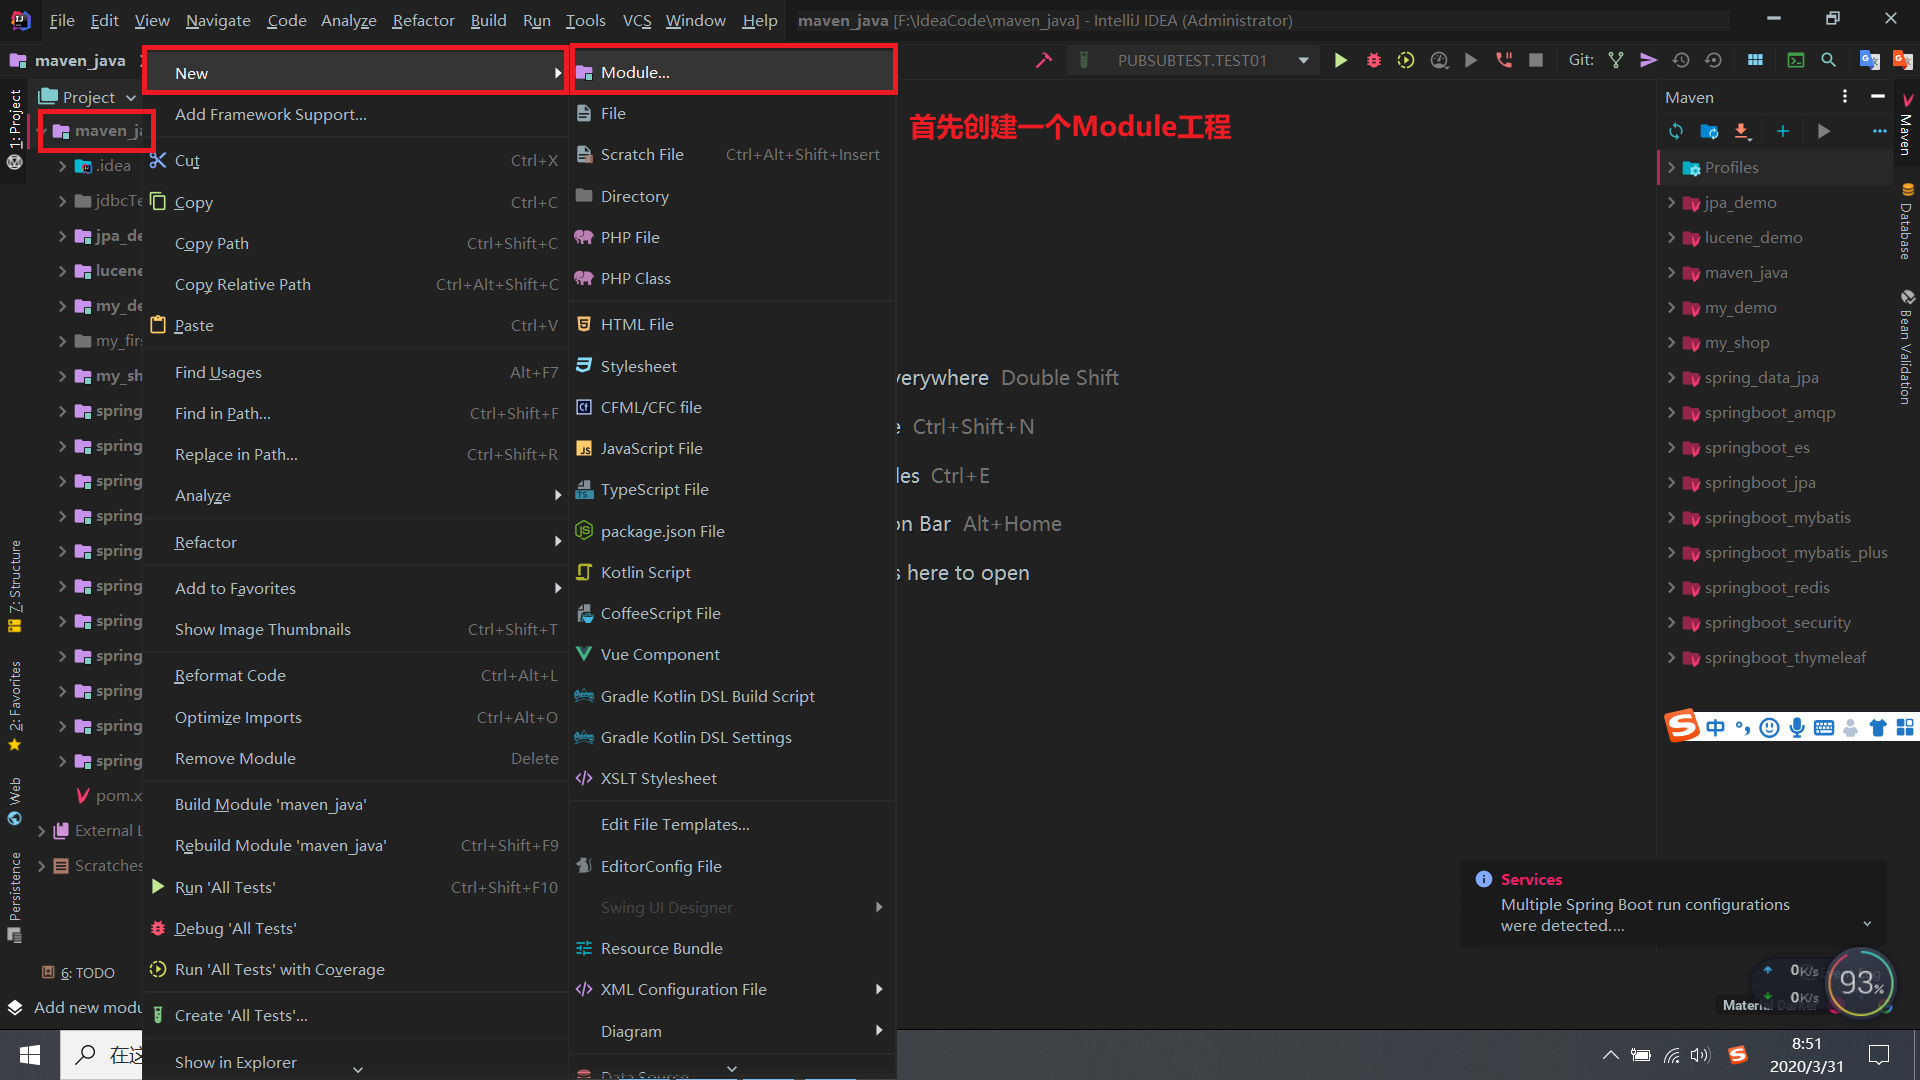 File Edit View Navigate Code Analyze Refactor Build Run Tools VCS Window Help maven_java [F:\IdeaCode\maven_java] - IntelliJ IDEA (Administrator)
maven_java
PUBSUBTEST.TEST01
Git:
New
Module...
Project
1: Project
maven_ja
.idea
jdbcTe
jpa_de
lucene
my_de
my_firs
my_sh
spring
spring
spring
spring
spring
spring
spring
spring
spring
spring
spring
pom.x
External L
Scratches
7: Structure
2: Favorites
Web
Persistence
6: TODO
Add new modu
Add Framework Support...
Cut Ctrl+X
Copy Ctrl+C
Copy Path Ctrl+Shift+C
Copy Relative Path Ctrl+Alt+Shift+C
Paste Ctrl+V
Find Usages Alt+F7
Find in Path... Ctrl+Shift+F
Replace in Path... Ctrl+Shift+R
Analyze
Refactor
Add to Favorites
Show Image Thumbnails Ctrl+Shift+T
Reformat Code Ctrl+Alt+L
Optimize Imports Ctrl+Alt+O
Remove Module Delete
Build Module 'maven_java'
Rebuild Module 'maven_java' Ctrl+Shift+F9
Run 'All Tests' Ctrl+Shift+F10
Debug 'All Tests'
Run 'All Tests' with Coverage
Create 'All Tests'...
Show in Explorer
File
Scratch File Ctrl+Alt+Shift+Insert
Directory
PHP File
PHP Class
HTML File
Stylesheet
CFML/CFC file
JavaScript File
TypeScript File
package.json File
Kotlin Script
CoffeeScript File
Vue Component
Gradle Kotlin DSL Build Script
Gradle Kotlin DSL Settings
XSLT Stylesheet
Edit File Templates...
EditorConfig File
Swing UI Designer
Resource Bundle
XML Configuration File
Diagram
Data Source
首先创建一个Module工程
verywhere Double Shift
e Ctrl+Shift+N
les Ctrl+E
on Bar Alt+Home
s here to open
Maven
Profiles
jpa_demo
lucene_demo
maven_java
my_demo
my_shop
spring_data_jpa
springboot_amqp
springboot_es
springboot_jpa
springboot_mybatis
springboot_mybatis_plus
springboot_redis
springboot_security
springboot_thymeleaf
Maven
Database
Bean Validation
中
Services
Multiple Spring Boot run configurations
were detected....
0K/s
0K/s
93%
Material Darker
在这
8:51
2020/3/31